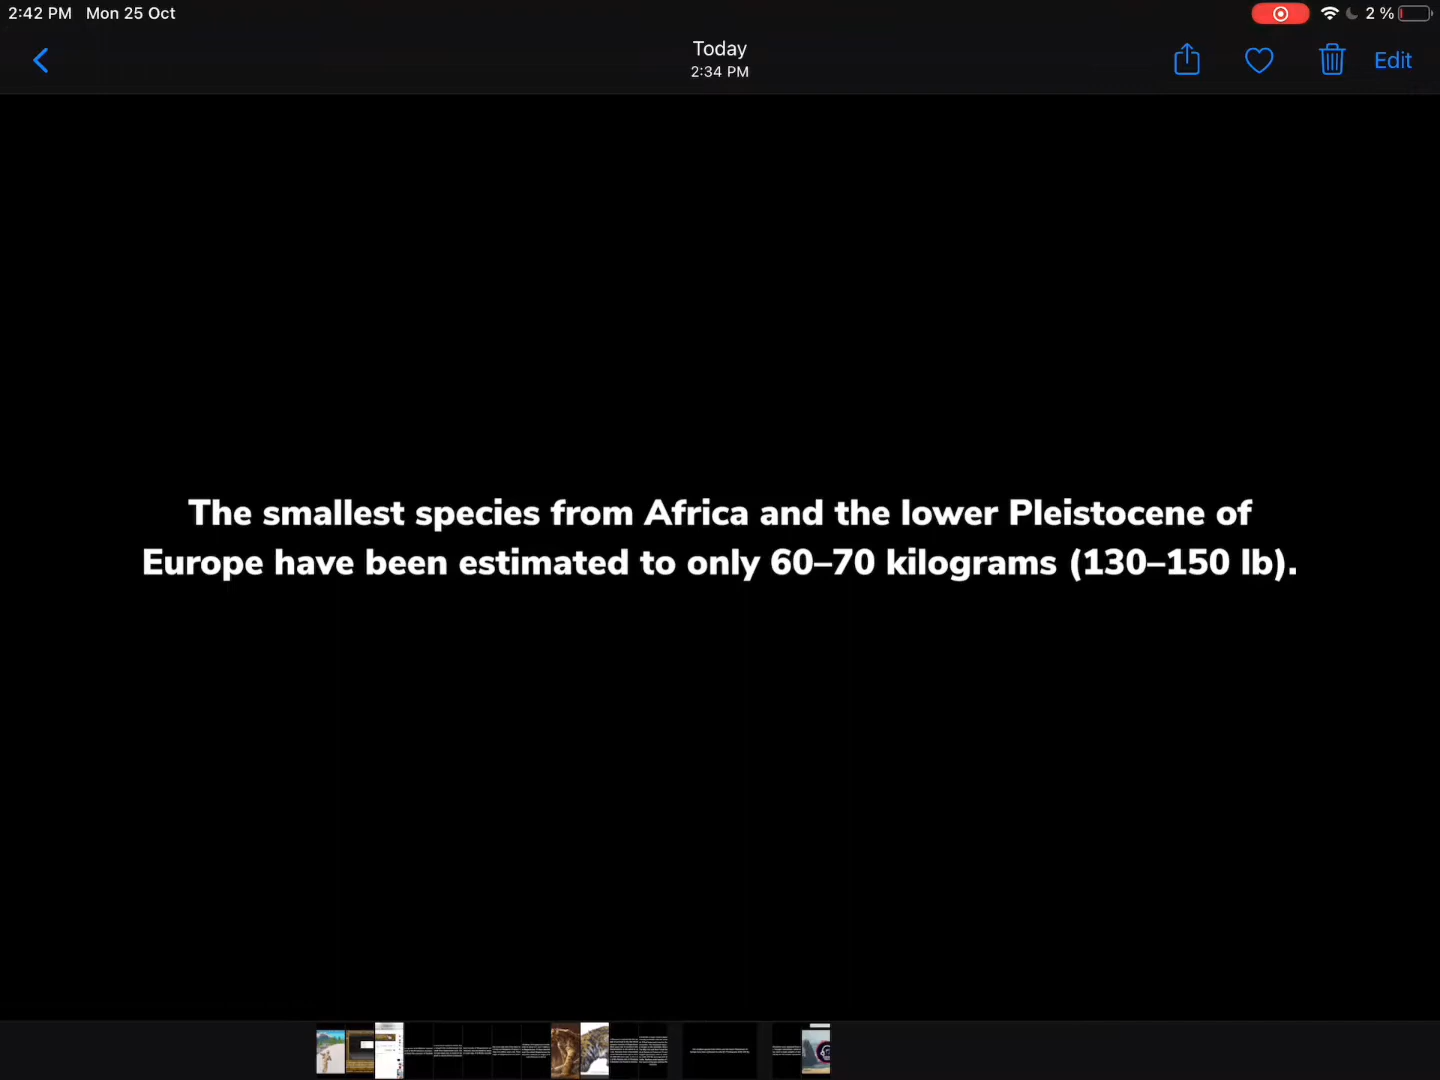 2:42 PM Mon 25 Oct
2 %
Today
2:34 PM
Edit
The smallest species from Africa and the lower Pleistocene of
Europe have been estimated to only 60–70 kilograms (130–150 lb).